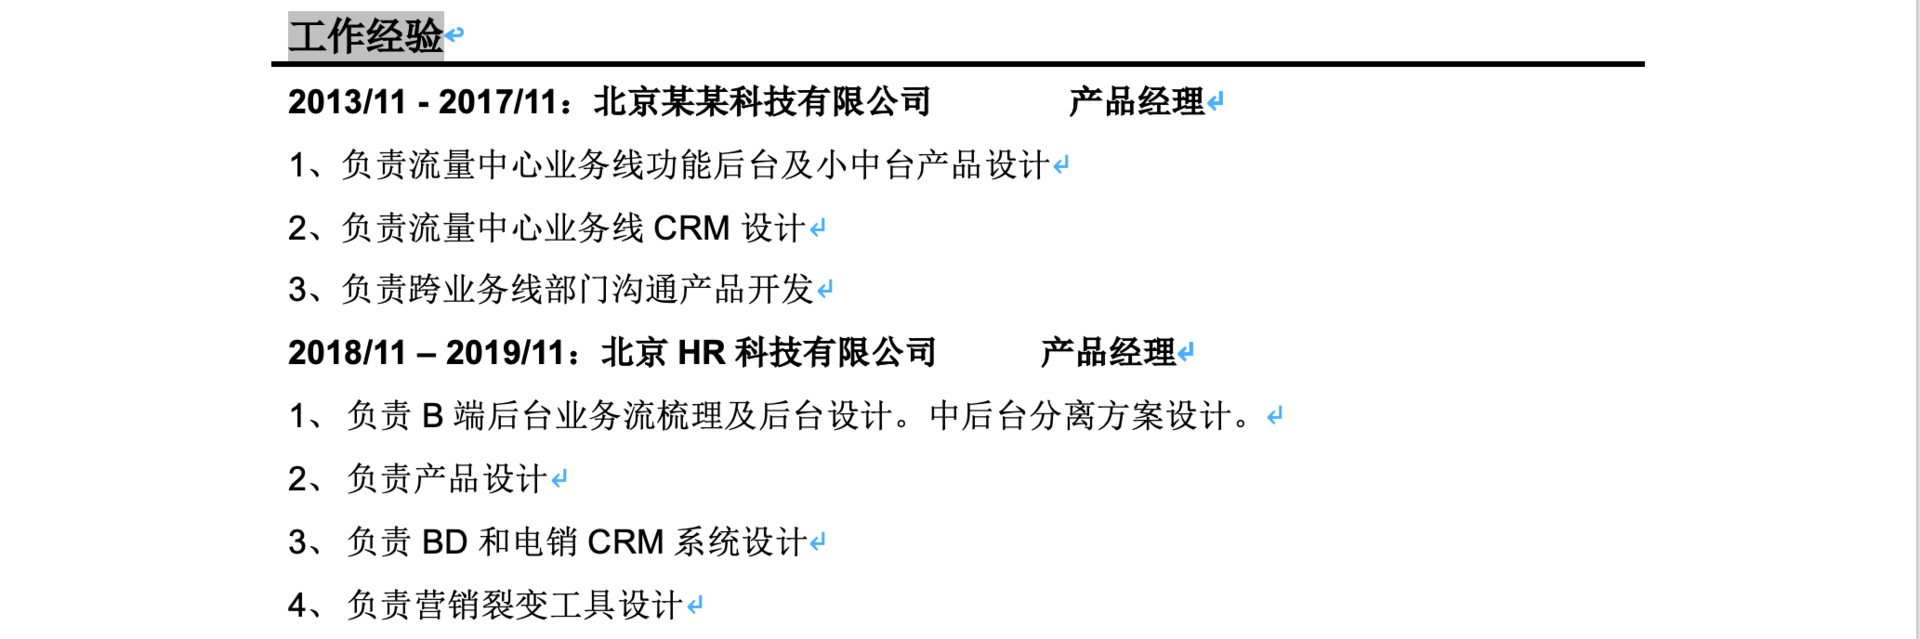 工作经验
2013/11 - 2017/11：北京某某科技有限公司 产品经理
1、负责流量中心业务线功能后台及小中台产品设计
2、负责流量中心业务线 CRM 设计
3、负责跨业务线部门沟通产品开发
2018/11 – 2019/11：北京 HR 科技有限公司 产品经理
1、 负责 B 端后台业务流梳理及后台设计。中后台分离方案设计。
2、 负责产品设计
3、 负责 BD 和电销 CRM 系统设计
4、 负责营销裂变工具设计